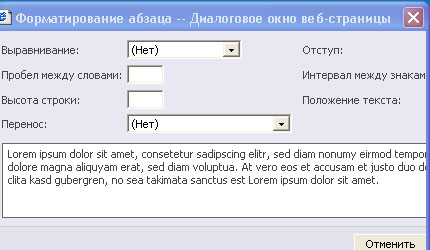 Форматирование абзаца -- Диалоговое окно веб-страницы
Выравнивание: (Нет) Отступ:
Пробел между словами: Интервал между знакам
Высота строки: Положение текста:
Перенос: (Нет)
Lorem ipsum dolor sit amet, consetetur sadipscing elitr, sed diam nonumy eirmod tempor
dolore magna aliquyam erat, sed diam voluptua. At vero eos et accusam et justo duo do
clita kasd gubergren, no sea takimata sanctus est Lorem ipsum dolor sit amet.
Отменить